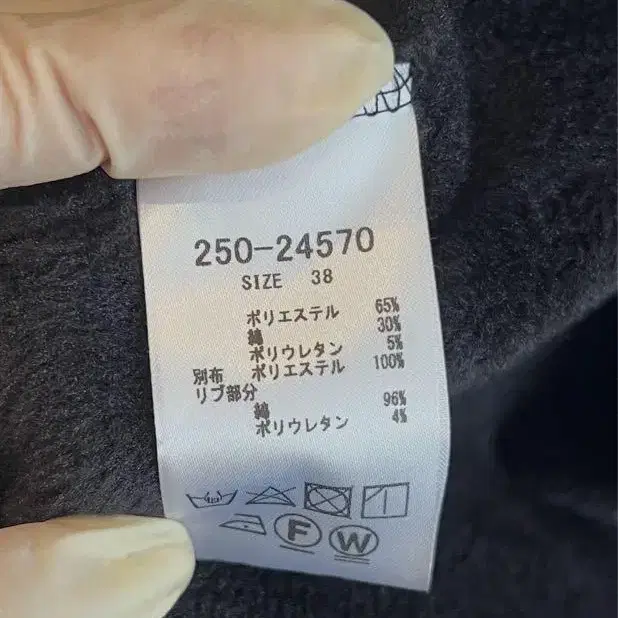 250-24570
SIZE 38
ポリエステル 65%
綿 30%
ポリウレタン 5%
別布 ポリエステル 100%
リブ部分
綿 96%
ポリウレタン 4%
F W